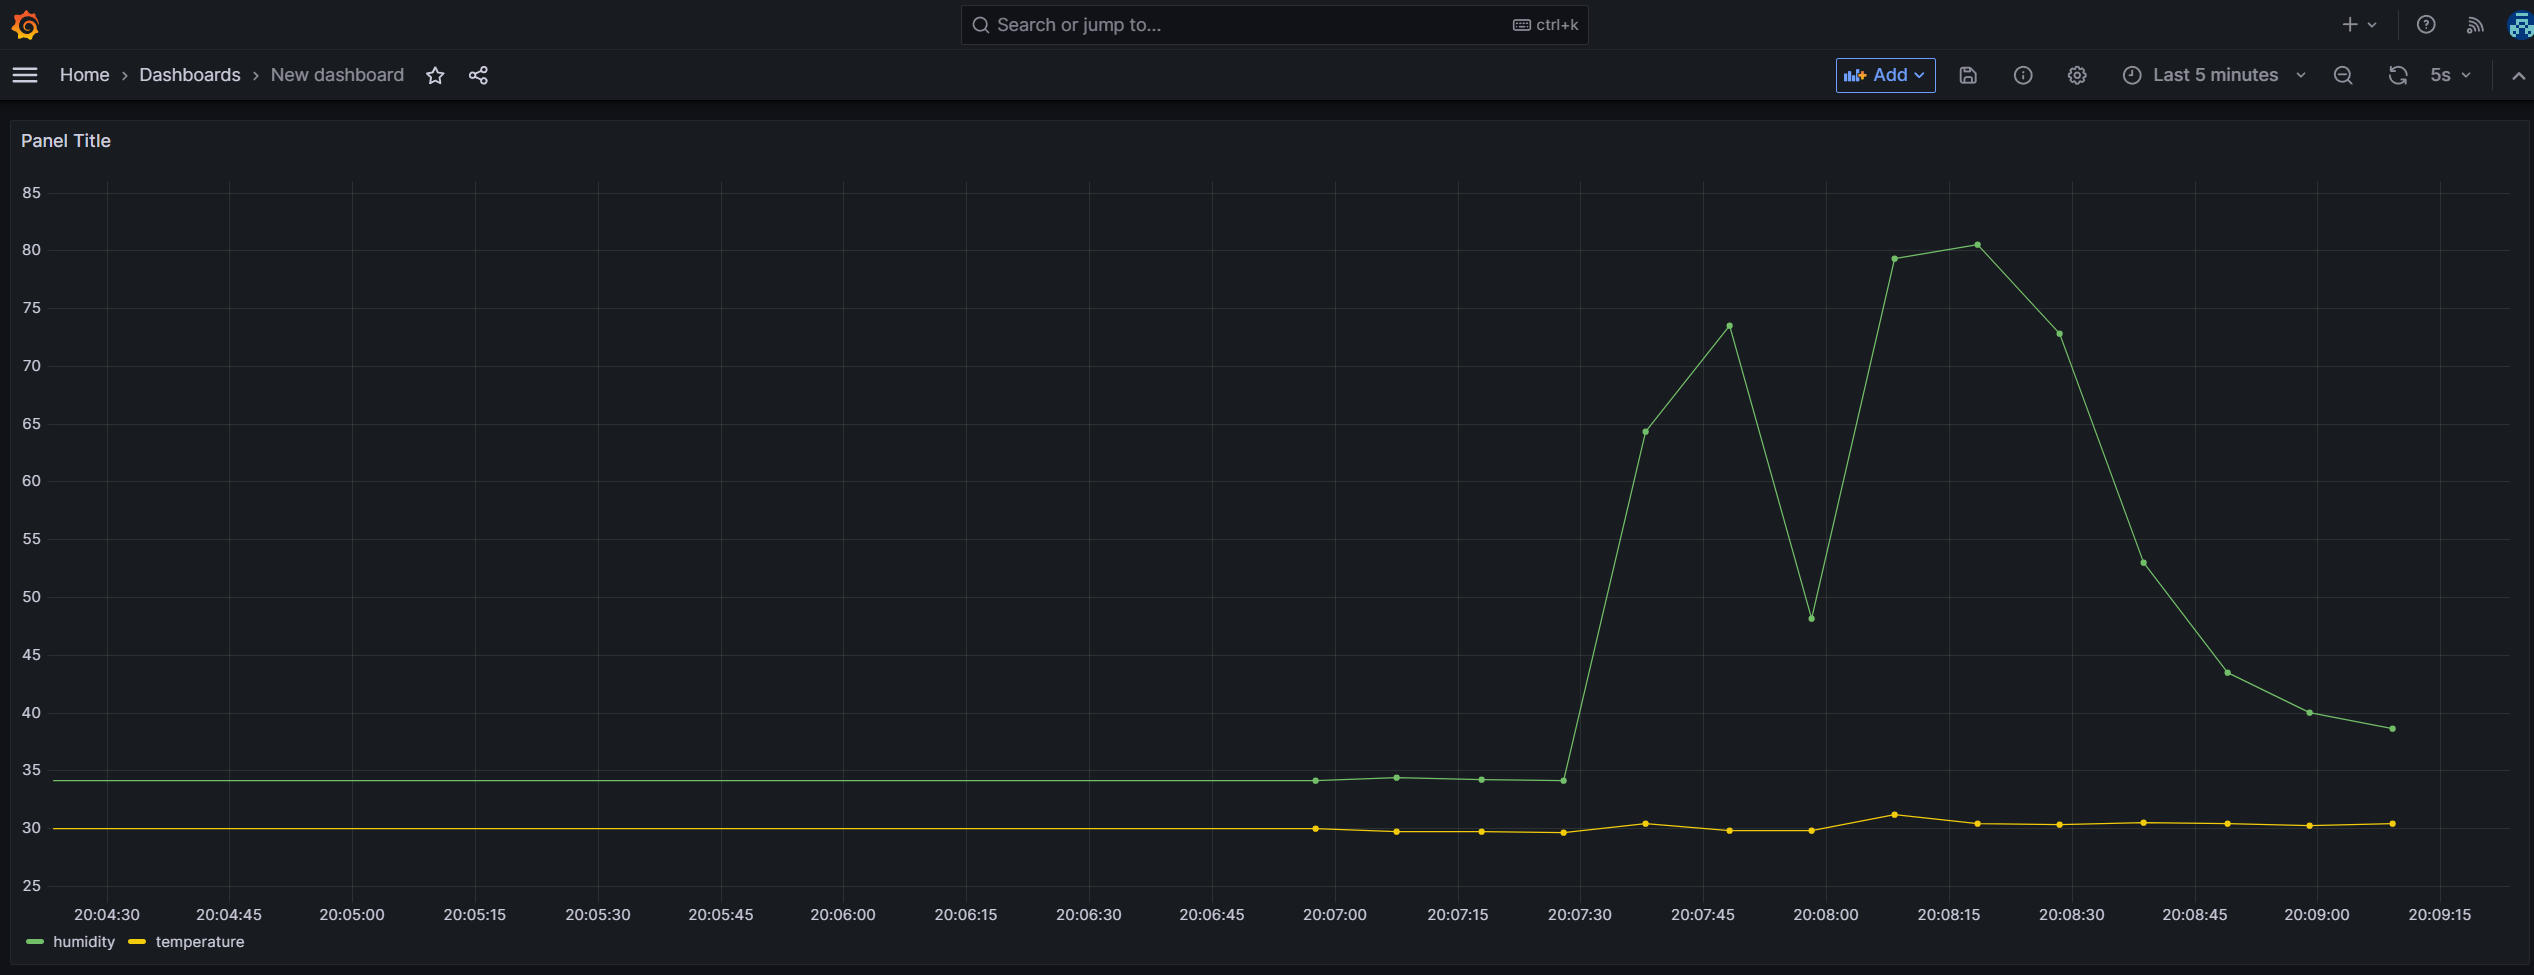 Search or jump to... ctrl+k
Home › Dashboards › New dashboard Add Last 5 minutes 5s
Panel Title
85
80
75
70
65
60
55
50
45
40
35
30
25
20:04:30 20:04:45 20:05:00 20:05:15 20:05:30 20:05:45 20:06:00 20:06:15 20:06:30 20:06:45 20:07:00 20:07:15 20:07:30 20:07:45 20:08:00 20:08:15 20:08:30 20:08:45 20:09:00 20:09:15
humidity temperature